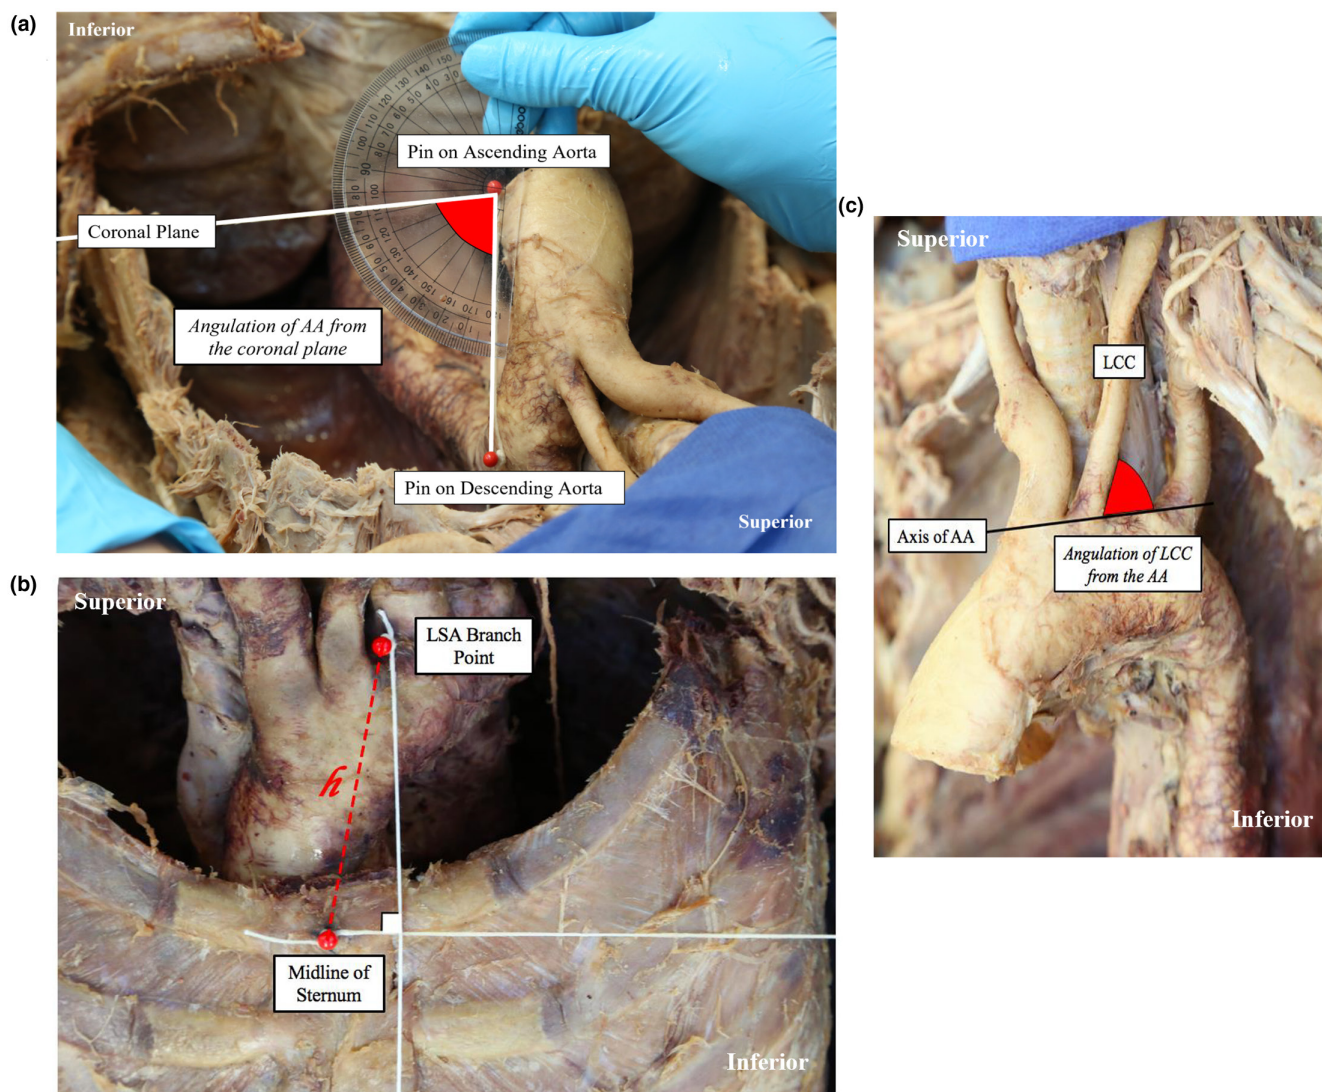 (a)
Inferior
Pin on Ascending Aorta
Coronal Plane
Angulation of AA from
the coronal plane
Pin on Descending Aorta
Superior
(b)
Superior
LSA Branch
Point
h
Midline of
Sternum
Inferior
(c)
Superior
LCC
Axis of AA
Angulation of LCC
from the AA
Inferior